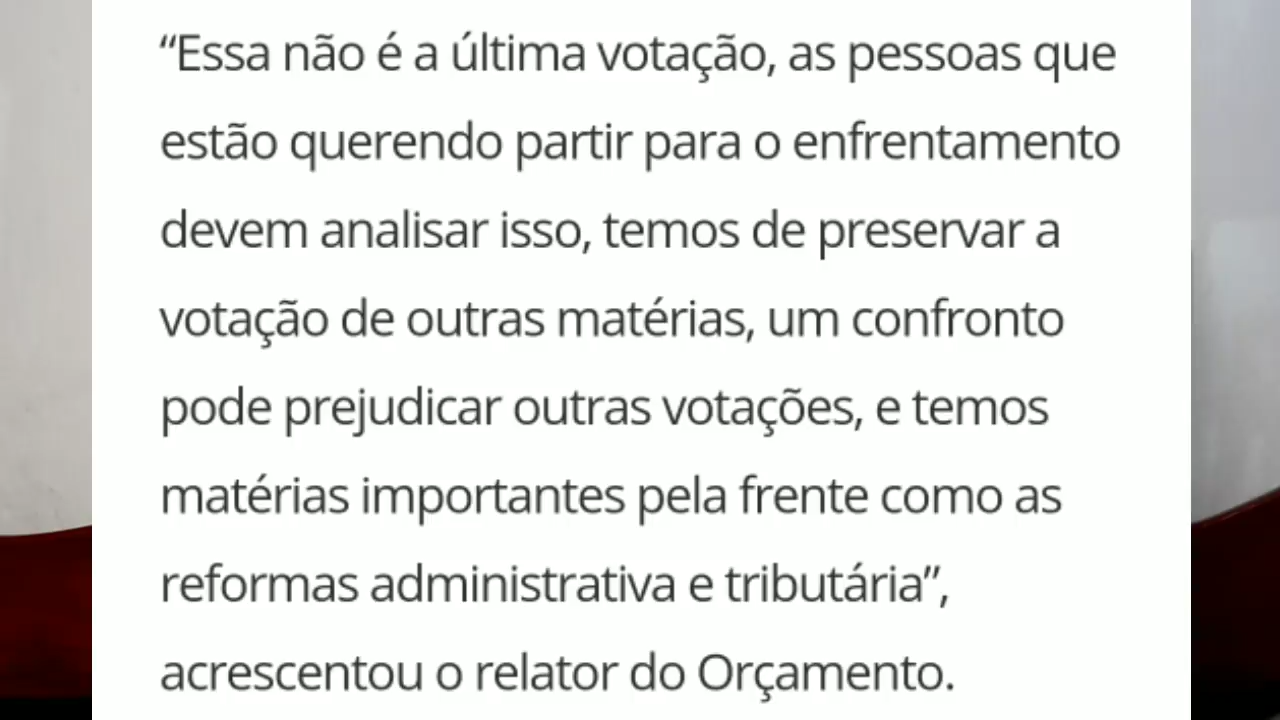 “Essa não é a última votação, as pessoas que
estão querendo partir para o enfrentamento
devem analisar isso, temos de preservar a
votação de outras matérias, um confronto
pode prejudicar outras votações, e temos
matérias importantes pela frente como as
reformas administrativa e tributária”,
acrescentou o relator do Orçamento.